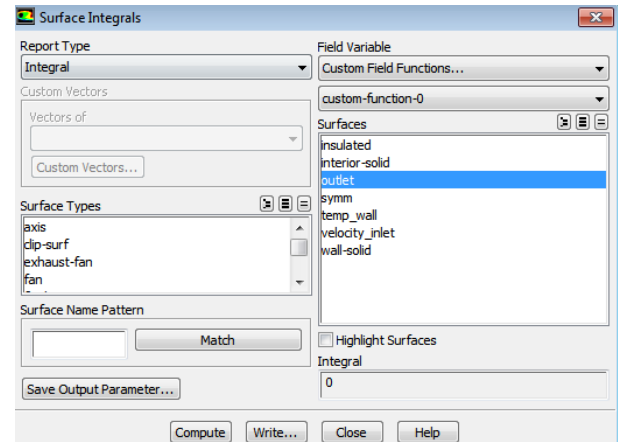 Surface Integrals
Report Type
Integral
Custom Vectors
Vectors of
Custom Vectors...
Surface Types
axis
clip-surf
exhaust-fan
fan
Surface Name Pattern
Match
Save Output Parameter...
Field Variable
Custom Field Functions...
custom-function-0
Surfaces
insulated
interior-solid
outlet
symm
temp_wall
velocity_inlet
wall-solid
Highlight Surfaces
Integral
0
Compute Write... Close Help